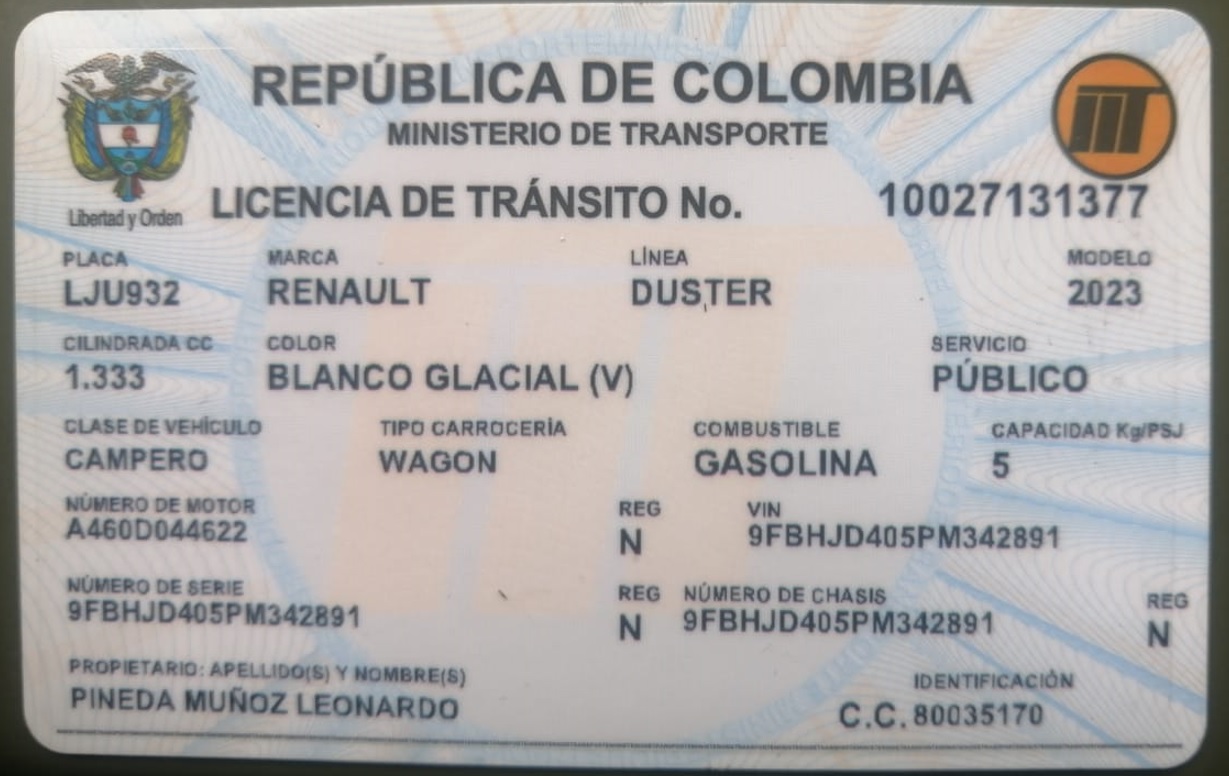 REPÚBLICA DE COLOMBIA
MINISTERIO DE TRANSPORTE
Libertad y Orden
LICENCIA DE TRÁNSITO No. 10027131377
PLACA MARCA LÍNEA MODELO
LJU932 RENAULT DUSTER 2023
CILINDRADA CC COLOR SERVICIO
1.333 BLANCO GLACIAL (V) PÚBLICO
CLASE DE VEHÍCULO TIPO CARROCERÍA COMBUSTIBLE CAPACIDAD Kg/PSJ
CAMPERO WAGON GASOLINA 5
NÚMERO DE MOTOR REG VIN
A460D044622 N 9FBHJD405PM342891
NÚMERO DE SERIE REG NÚMERO DE CHASIS REG
9FBHJD405PM342891 N 9FBHJD405PM342891 N
PROPIETARIO: APELLIDO(S) Y NOMBRE(S) IDENTIFICACIÓN
PINEDA MUÑOZ LEONARDO C.C. 80035170